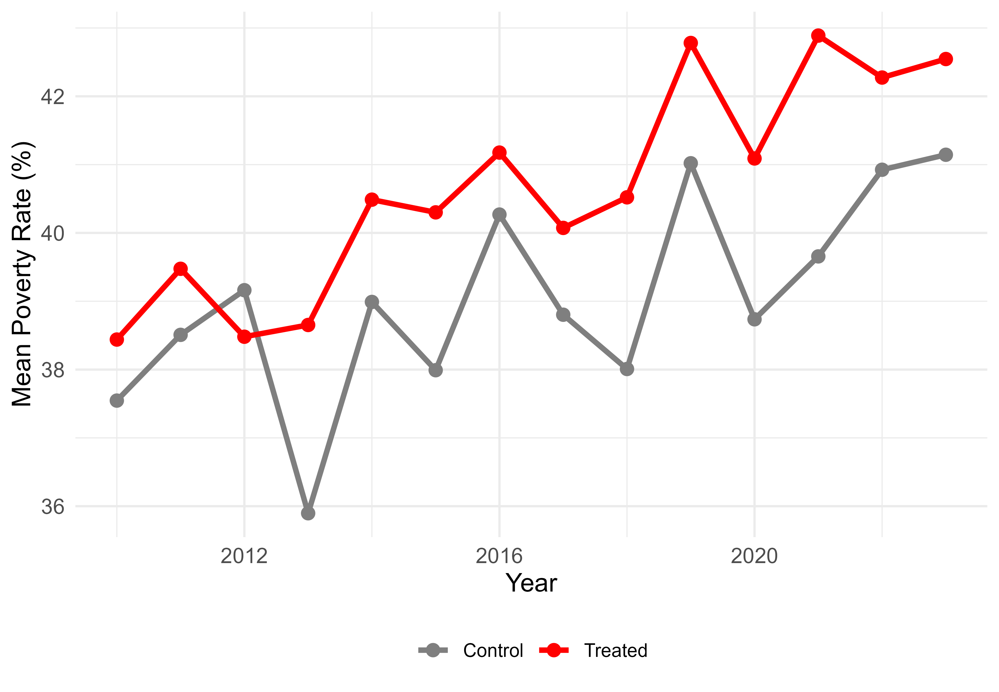 Mean Poverty Rate (%)
42
40
38
36
2012 2016 2020
Year
Control Treated